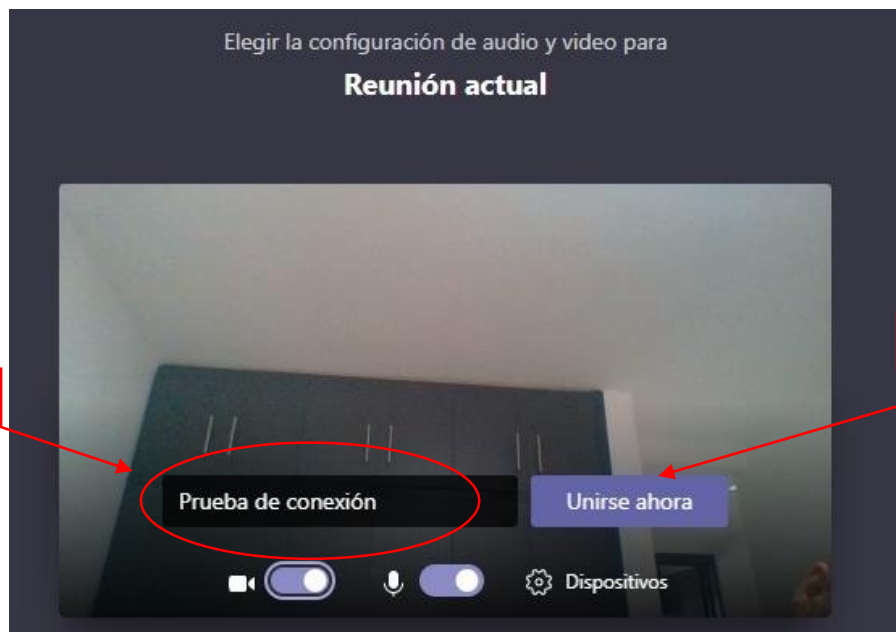 Elegir la configuración de audio y video para
Reunión actual
Prueba de conexión
Unirse ahora
Dispositivos